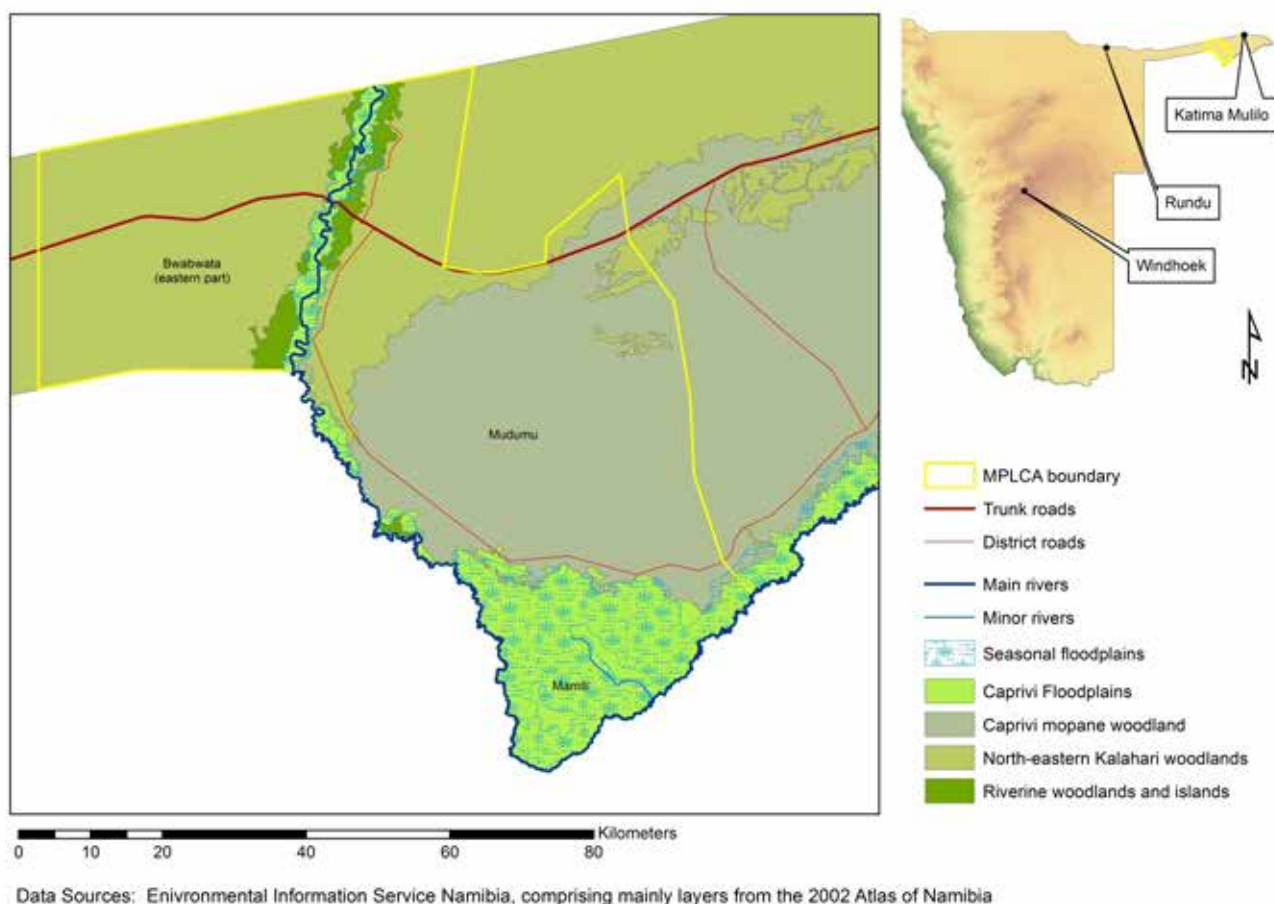 Bwabwata
(eastern part)
Mudumu
Mamili
Katima Mulilo
Rundu
Windhoek
N
MPLCA boundary
Trunk roads
District roads
Main rivers
Minor rivers
Seasonal floodplains
Caprivi Floodplains
Caprivi mopane woodland
North-eastern Kalahari woodlands
Riverine woodlands and islands
Kilometers
0 10 20 40 60 80
Data Sources: Enivronmental Information Service Namibia, comprising mainly layers from the 2002 Atlas of Namibia